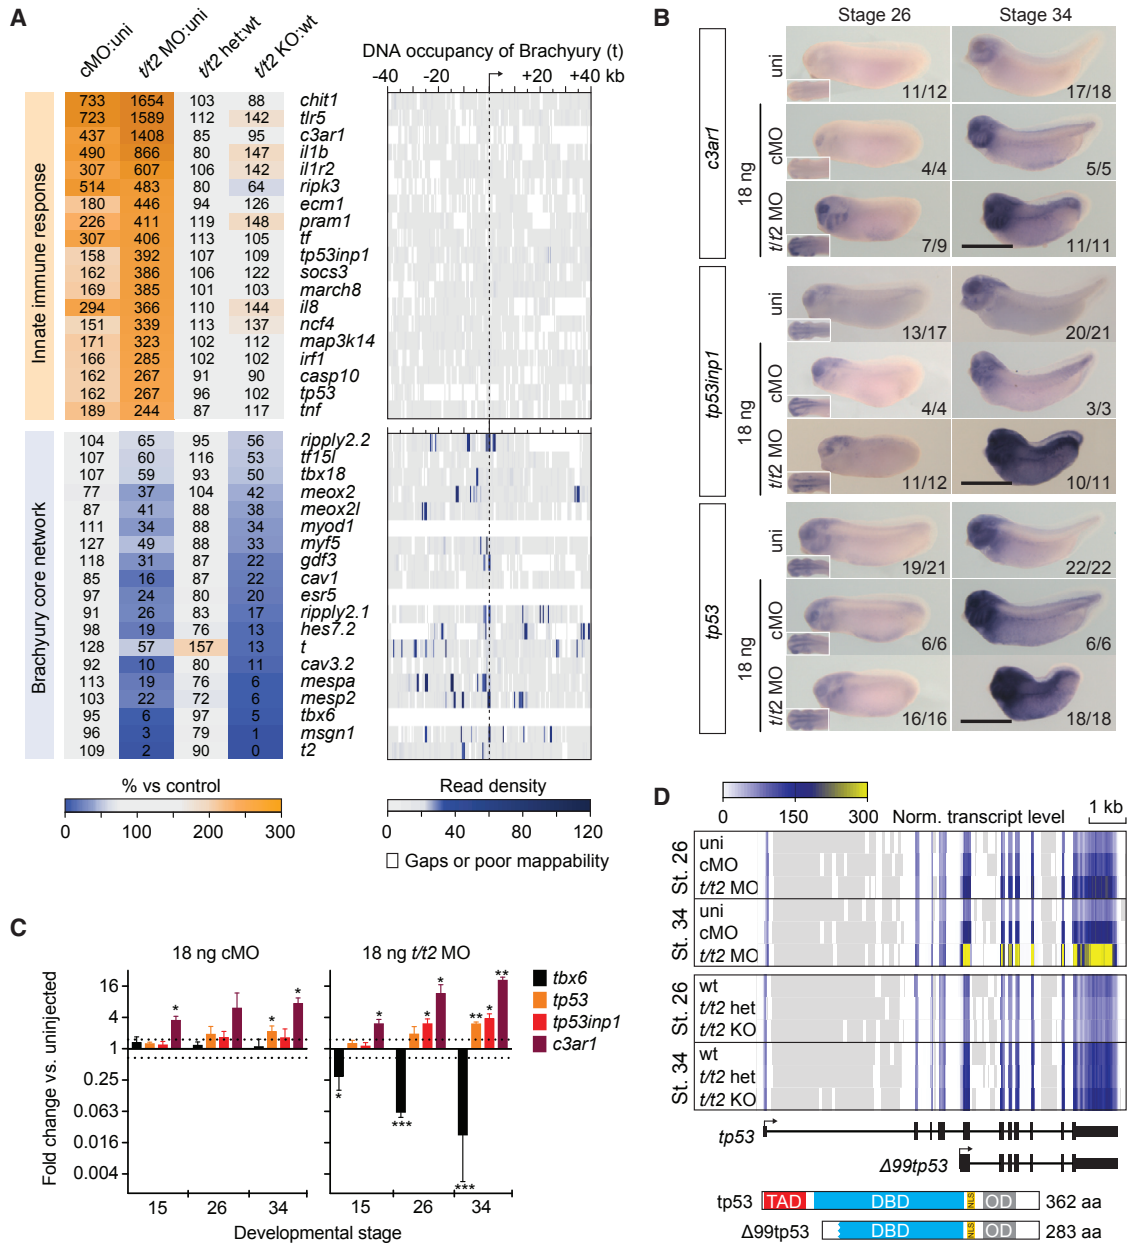 A
cMO:uni
t/t2 MO:uni
t/t2 het:wt
t/t2 KO:wt
DNA occupancy of Brachyury (t)
-40 -20 +20 +40 kb
Innate immune response
733 1654 103 88 chit1
723 1589 112 142 tlr5
437 1408 85 95 c3ar1
490 866 80 147 il1b
307 607 106 142 il1r2
514 483 80 64 ripk3
180 446 94 126 ecm1
226 411 119 148 pram1
307 406 113 105 tf
158 392 107 109 tp53inp1
162 386 106 122 socs3
169 385 101 103 march8
294 366 110 144 il8
151 339 113 137 ncf4
171 323 102 112 map3k14
166 285 102 102 irf1
162 267 91 90 casp10
162 267 96 102 tp53
189 244 87 117 tnf
Brachyury core network
104 65 95 56 ripply2.2
107 60 116 53 tf15l
107 59 93 50 tbx18
77 37 104 42 meox2
87 41 88 38 meox2l
111 34 88 34 myod1
127 49 88 33 myf5
118 31 87 22 gdf3
85 16 87 22 cav1
97 24 80 20 esr5
91 26 83 17 ripply2.1
98 19 76 13 hes7.2
128 57 157 13 t
92 10 80 11 cav3.2
113 19 76 6 mespa
103 22 72 6 mesp2
95 6 97 5 tbx6
96 3 79 1 msgn1
109 2 90 0 t2
% vs control
0 100 200 300
Read density
0 40 80 120
Gaps or poor mappability
B
Stage 26 Stage 34
c3ar1
uni
11/12 17/18
18 ng
cMO
4/4 5/5
t/t2 MO
7/9 11/11
tp53inp1
uni
13/17 20/21
18 ng
cMO
4/4 3/3
t/t2 MO
11/12 10/11
tp53
uni
19/21 22/22
18 ng
cMO
6/6 6/6
t/t2 MO
16/16 18/18
C
18 ng cMO 18 ng t/t2 MO
Fold change vs. uninjected
16
4
1
0.25
0.063
0.016
0.004
* * *
* * *** * ** * ** ***
tbx6
tp53
tp53inp1
c3ar1
15 26 34 15 26 34
Developmental stage
D
0 150 300
Norm. transcript level
1 kb
St. 26
uni
cMO
t/t2 MO
St. 34
uni
cMO
t/t2 MO
St. 26
wt
t/t2 het
t/t2 KO
St. 34
wt
t/t2 het
t/t2 KO
tp53
Δ99tp53
tp53 TAD DBD NLS OD 362 aa
Δ99tp53 DBD NLS OD 283 aa